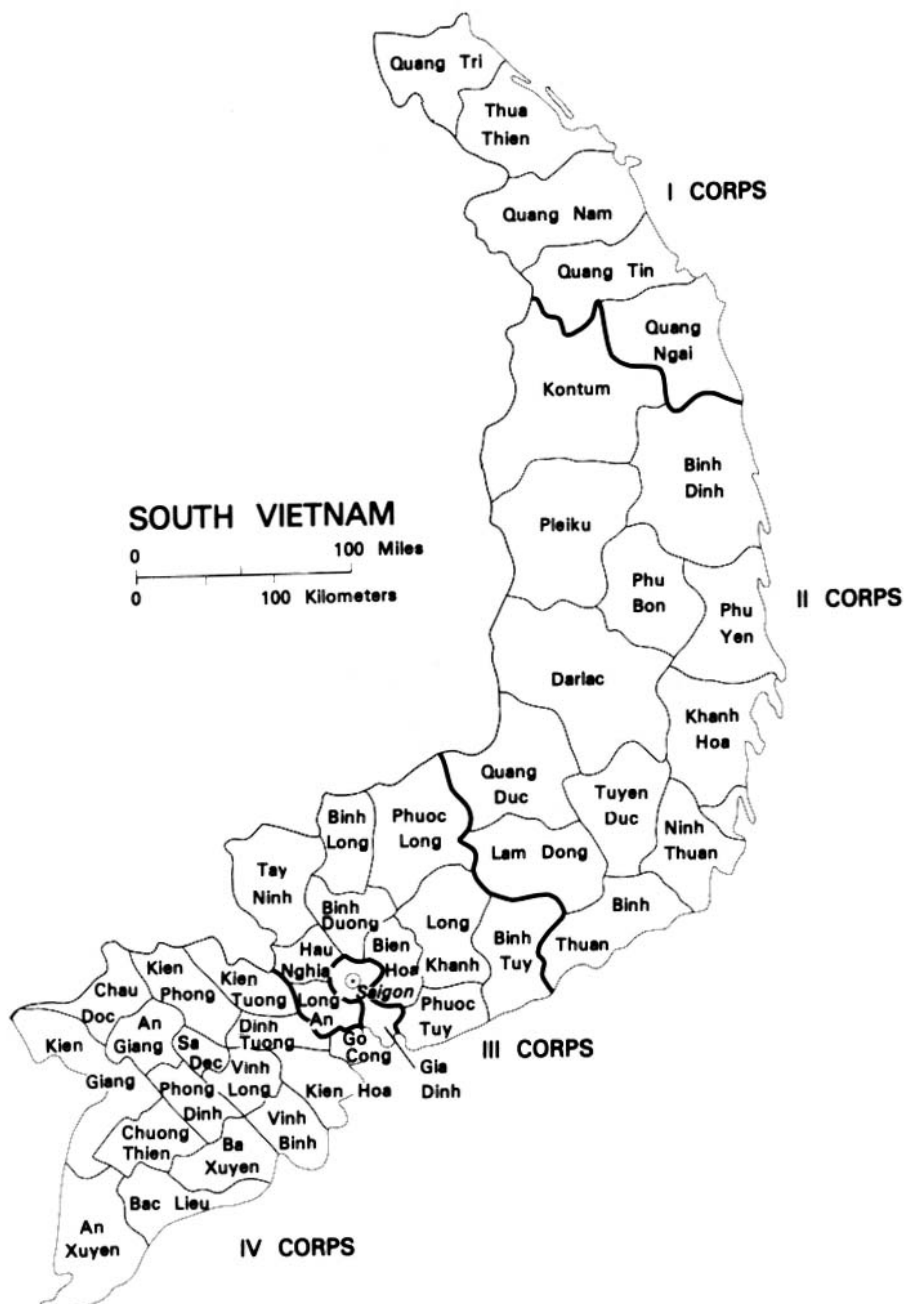 Quang Tri
Thua
Thien
I CORPS
Quang Nam
Quang Tin
Quang
Ngai
Kontum
Binh
Dinh
SOUTH VIETNAM
0 100 Miles
0 100 Kilometers
Pleiku
Phu
Bon
II CORPS
Phu
Yen
Darlac
Khanh
Hoa
Quang
Duc
Tuyen
Duc
Ninh
Thuan
Binh
Long
Phuoc
Long
Lam Dong
Tay
Ninh
Binh
Thuan
Binh
Duong
Long
Khanh
Binh
Tuy
Bien
Hoa
Hau
Nghia
Saigon
Long
An
Phuoc
Tuy
III CORPS
Gia
Dinh
Kien
Phong
Kien
Tuong
Chau
Doc
An
Giang
Dinh
Tuong
Go
Cong
Kien
Giang
Sa
Dec
Vinh
Long
Kien Hoa
Phong
Dinh
Vinh
Binh
Chuong
Thien
Ba
Xuyen
Bac Lieu
An
Xuyen
IV CORPS